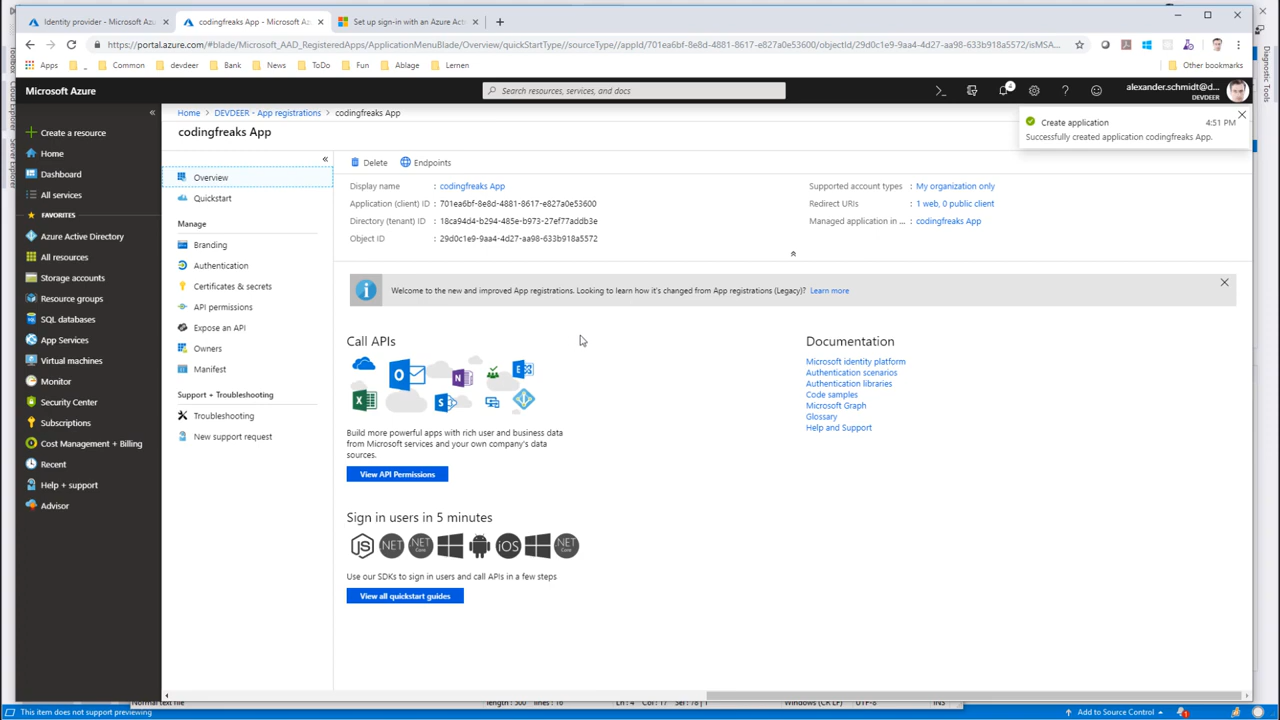 Identity provider - Microsoft Azu
codingfreaks App - Microsoft Az
Set up sign-in with an Azure Acti
https://portal.azure.com/#blade/Microsoft_AAD_RegisteredApps/ApplicationMenuBlade/Overview/quickStartType//sourceType//appId/701ea6bf-8e8d-4881-8617-e827a0e53600/objectId/29d0c1e9-9aa4-4d27-aa98-633b918a5572/isMSA
Apps
Common
devdeer
Bank
News
ToDo
Fun
Ablage
Lernen
Other bookmarks
Microsoft Azure
Search resources, services, and docs
alexander.schmidt@d...
DEVDEER
Create a resource
Home
Dashboard
All services
FAVORITES
Azure Active Directory
All resources
Storage accounts
Resource groups
SQL databases
App Services
Virtual machines
Monitor
Security Center
Subscriptions
Cost Management + Billing
Recent
Help + support
Advisor
Home > DEVDEER - App registrations > codingfreaks App
codingfreaks App
Create application 4:51 PM
Successfully created application codingfreaks App.
Overview
Quickstart
Manage
Branding
Authentication
Certificates & secrets
API permissions
Expose an API
Owners
Manifest
Support + Troubleshooting
Troubleshooting
New support request
Delete
Endpoints
Display name : codingfreaks App
Application (client) ID : 701ea6bf-8e8d-4881-8617-e827a0e53600
Directory (tenant) ID : 18ca94d4-b294-485e-b973-27ef77addb3e
Object ID : 29d0c1e9-9aa4-4d27-aa98-633b918a5572
Supported account types : My organization only
Redirect URIs : 1 web, 0 public client
Managed application in ... : codingfreaks App
Welcome to the new and improved App registrations. Looking to learn how it's changed from App registrations (Legacy)? Learn more
Call APIs
Build more powerful apps with rich user and business data
from Microsoft services and your own company's data
sources.
View API Permissions
Sign in users in 5 minutes
Use our SDKs to sign in users and call APIs in a few steps
View all quickstart guides
Documentation
Microsoft identity platform
Authentication scenarios
Authentication libraries
Code samples
Microsoft Graph
Glossary
Help and Support
Toolbox
Cloud Explorer
Server Explorer
Diagnostic Tools
This item does not support previewing
Add to Source Control